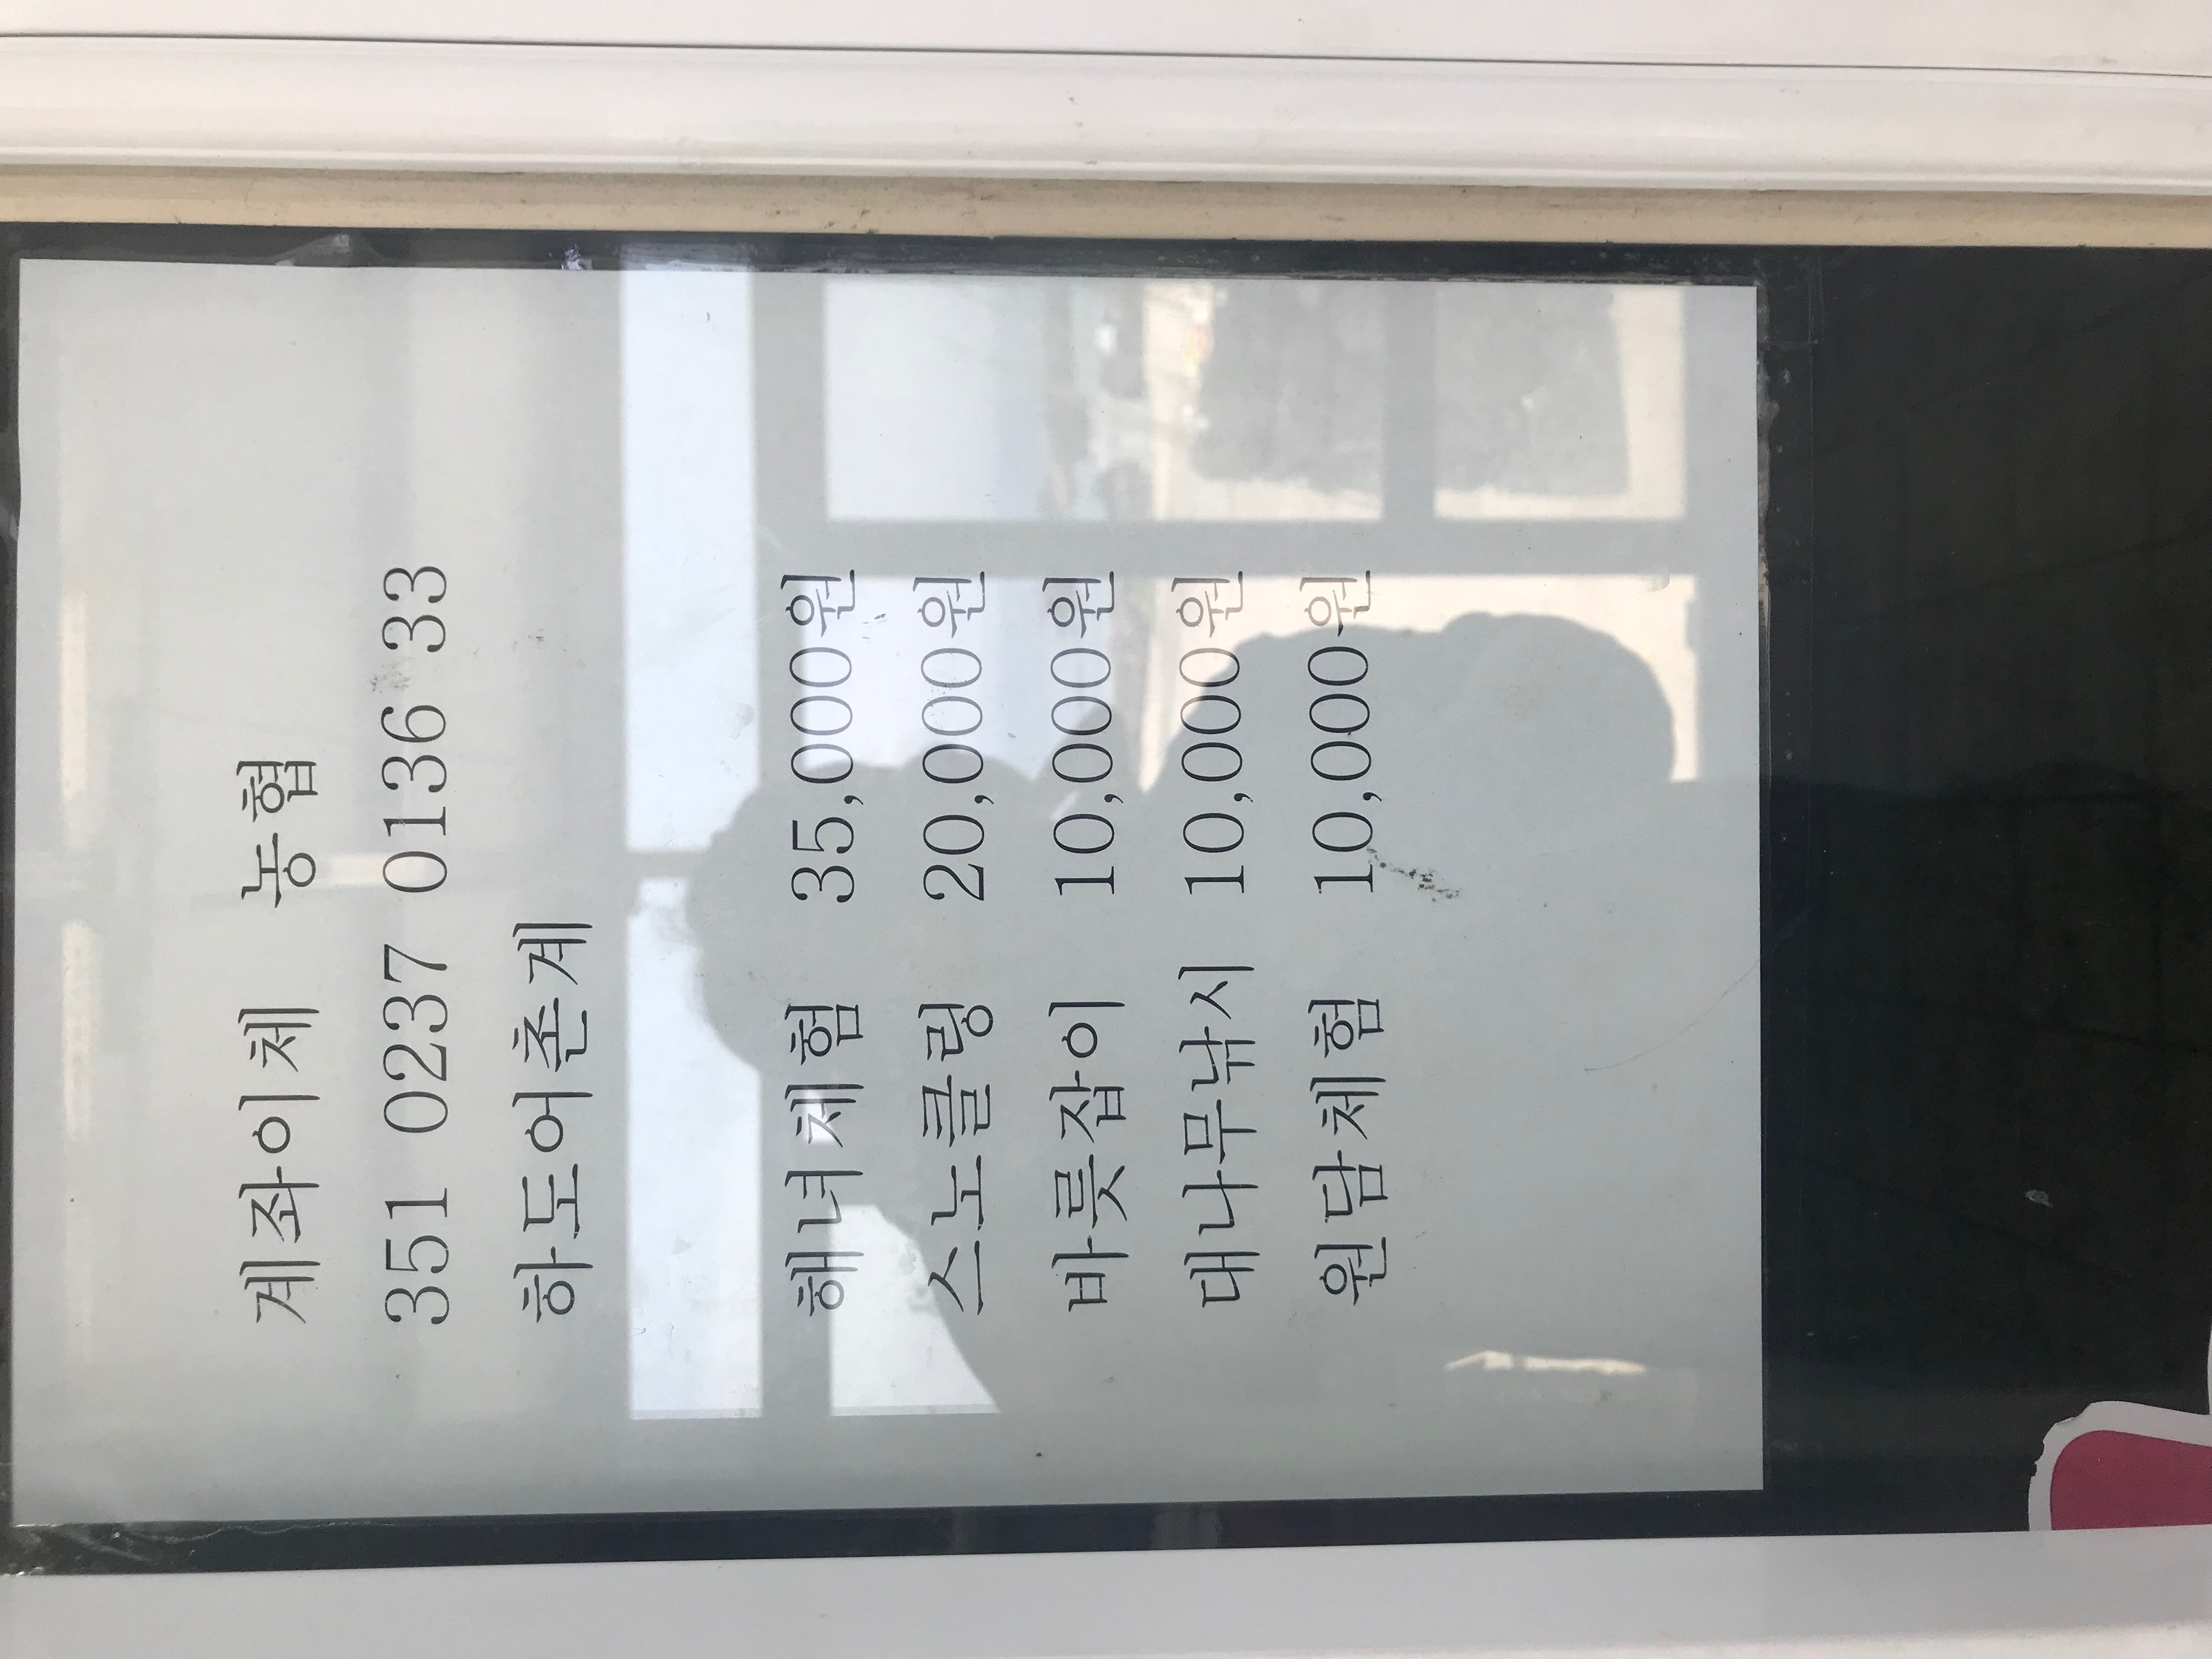 계좌이체 농협
351 0237 0136 33
하도어촌계
해녀체험 35,000원
스노클링 20,000원
바릇잡이 10,000원
대나무낚시 10,000원
원담체험 10,000원